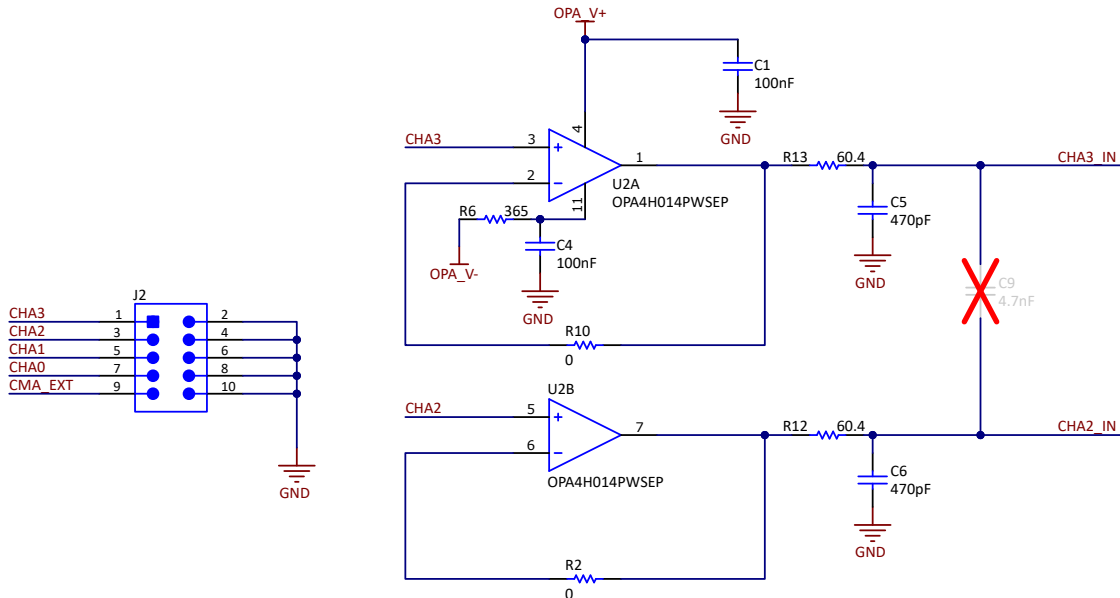 OPA_V+
C1
100nF
GND
CHA3
3
4
1
2
11
U2A
OPA4H014PWSEP
R13
60.4
CHA3_IN
C5
470pF
GND
R6
365
OPA_V-
C4
100nF
GND
C9
4.7nF
R10
0
J2
CHA3
1
2
CHA2
3
4
CHA1
5
6
CHA0
7
8
CMA_EXT
9
10
GND
U2B
CHA2
5
6
7
OPA4H014PWSEP
R12
60.4
CHA2_IN
C6
470pF
GND
R2
0